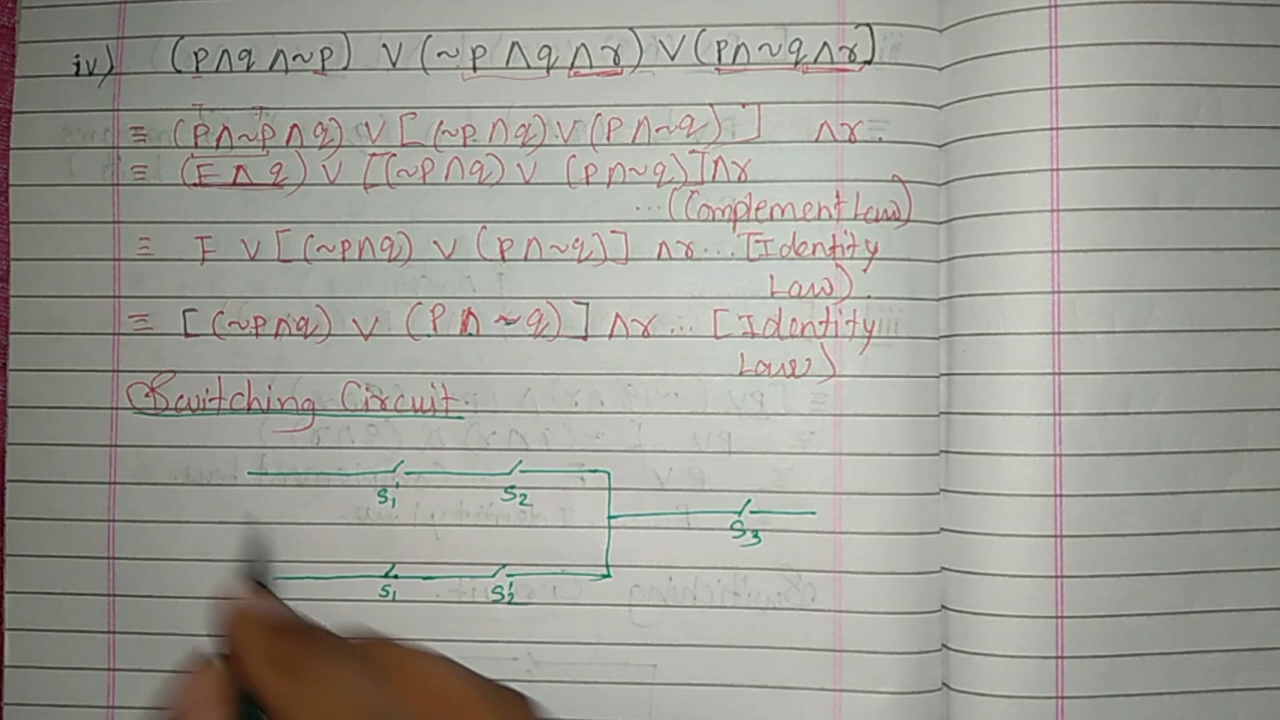 iv) (p∧q∧~p) ∨ (~p∧q∧r) ∨ (p∧~q∧r)
≡ (p∧~p∧q) ∨ [(~p∧q) ∨ (p∧~q)] ∧r
≡ (F∧q) ∨ [(~p∧q) ∨ (p∧~q)]∧r
...(Complement Law)
≡ F ∨ [(~p∧q) ∨ (p∧~q)] ∧r ... [Identity
Law).
≡ [(~p∧q) ∨ (p∧~q)] ∧r ... [Identity
Law)
Switching Circuit.
S₁' S₂
S₃
S₁ S₂'